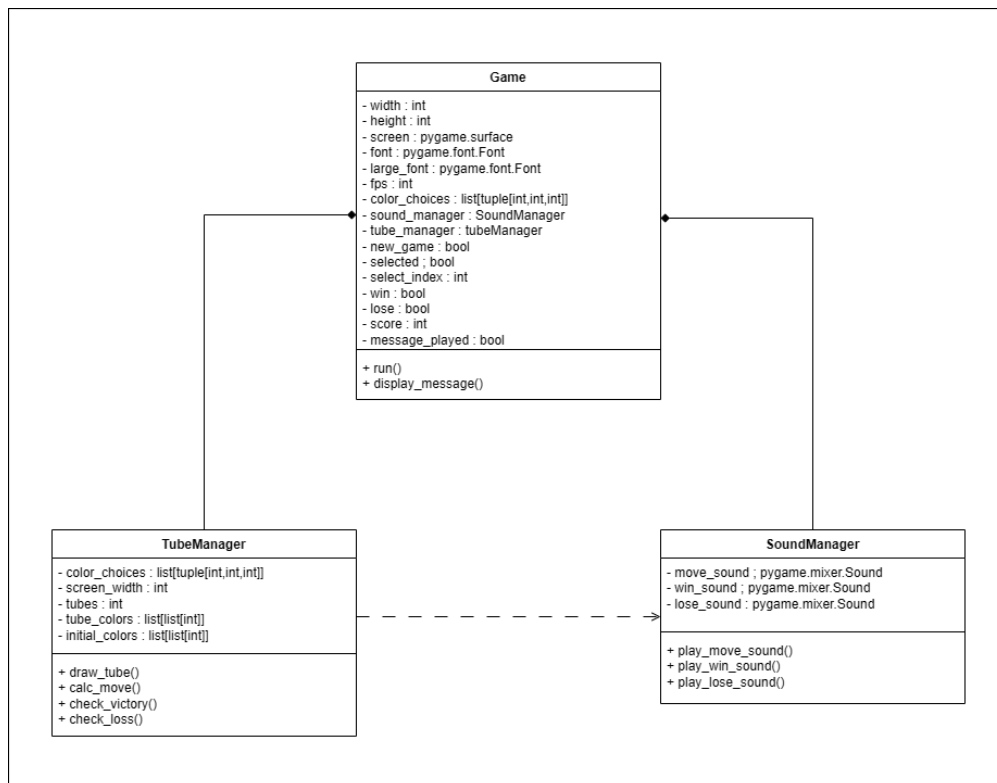 Game
- width : int
- height : int
- screen : pygame.surface
- font : pygame.font.Font
- large_font : pygame.font.Font
- fps : int
- color_choices : list[tuple[int,int,int]]
- sound_manager : SoundManager
- tube_manager : tubeManager
- new_game : bool
- selected ; bool
- select_index : int
- win : bool
- lose : bool
- score : int
- message_played : bool
+ run()
+ display_message()
TubeManager
- color_choices : list[tuple[int,int,int]]
- screen_width : int
- tubes : int
- tube_colors : list[list[int]]
- initial_colors : list[list[int]]
+ draw_tube()
+ calc_move()
+ check_victory()
+ check_loss()
SoundManager
- move_sound ; pygame.mixer.Sound
- win_sound ; pygame.mixer.Sound
- lose_sound : pygame.mixer.Sound
+ play_move_sound()
+ play_win_sound()
+ play_lose_sound()